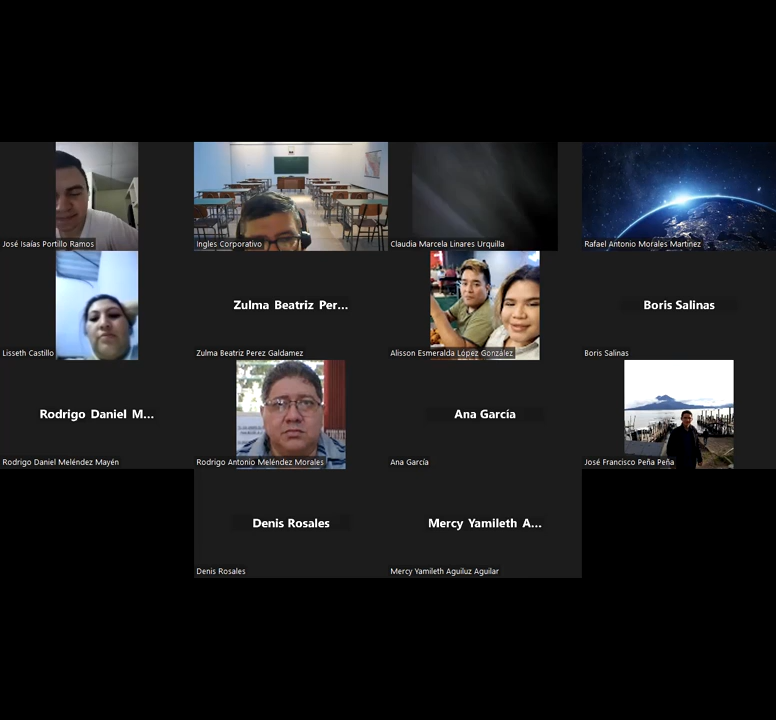 José Isaías Portillo Ramos
Ingles Corporativo
Claudia Marcela Linares Urquilla
Rafael Antonio Morales Martinez
Lisseth Castillo
Zulma Beatriz Per...
Zulma Beatriz Perez Galdamez
Alisson Esmeralda López González
Boris Salinas
Boris Salinas
Rodrigo Daniel M...
Rodrigo Daniel Meléndez Mayén
Rodrigo Antonio Meléndez Morales
Ana García
Ana García
José Francisco Peña Peña
Denis Rosales
Denis Rosales
Mercy Yamileth A...
Mercy Yamileth Aguiluz Aguilar